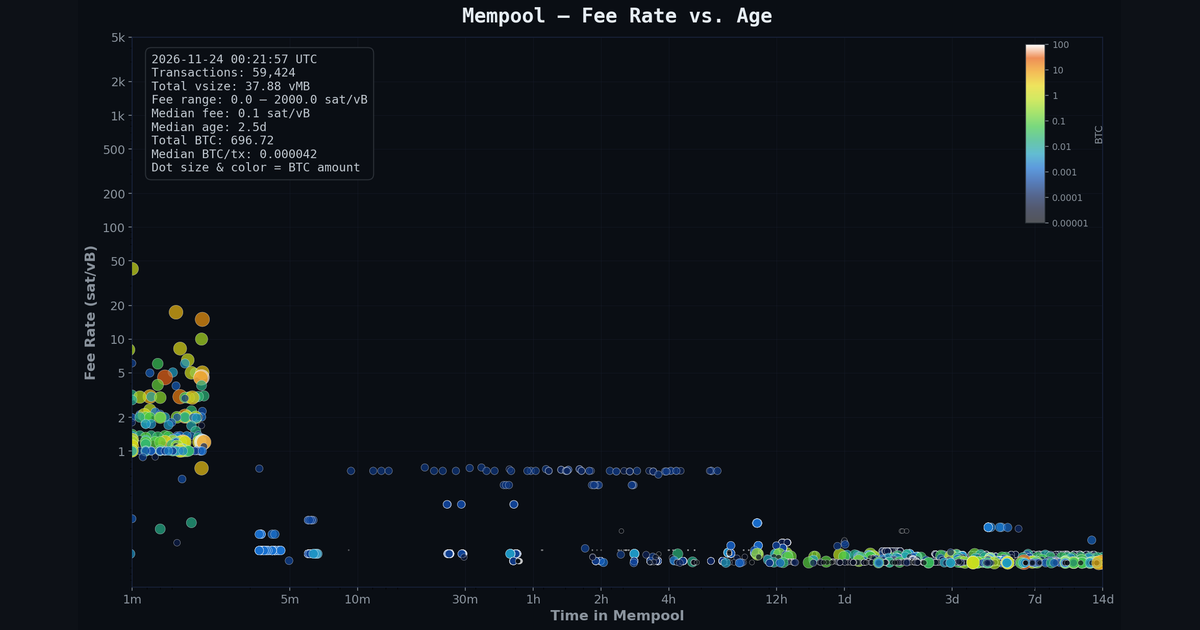 Mempool — Fee Rate vs. Age
2026-11-24 00:21:57 UTC
Transactions: 59,424
Total vsize: 37.88 vMB
Fee range: 0.0 – 2000.0 sat/vB
Median fee: 0.1 sat/vB
Median age: 2.5d
Total BTC: 696.72
Median BTC/tx: 0.000042
Dot size & color = BTC amount
100
10
1
0.1
0.01
0.001
0.0001
0.00001
BTC
Fee Rate (sat/vB)
5k
2k
1k
500
200
100
50
20
10
5
2
1
1m
5m
10m
30m
1h
2h
4h
12h
1d
3d
7d
14d
Time in Mempool